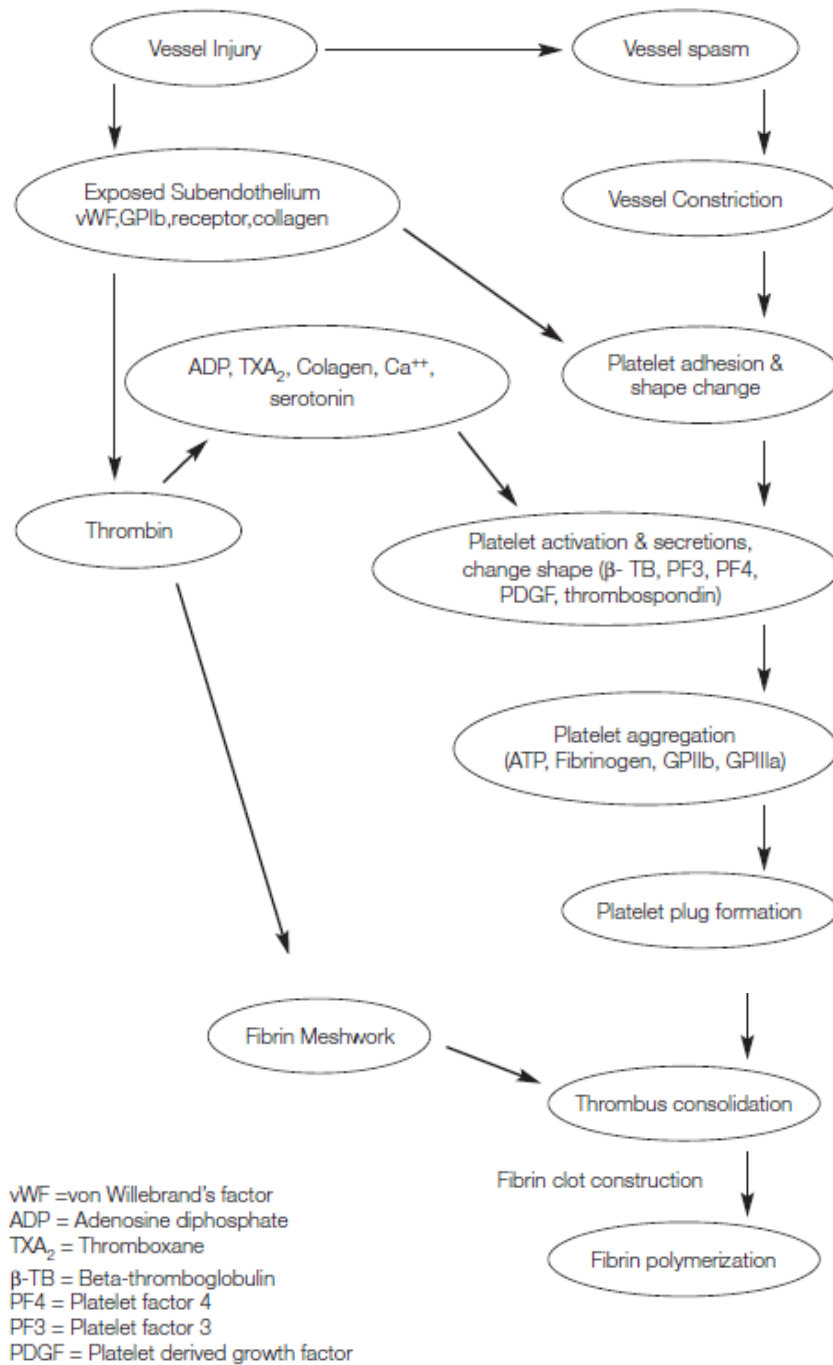 Vessel Injury
Vessel spasm
Exposed Subendothelium
vWF,GPIb,receptor,collagen
Vessel Constriction
ADP, TXA₂, Colagen, Ca⁺⁺,
serotonin
Platelet adhesion &
shape change
Thrombin
Platelet activation & secretions,
change shape (β- TB, PF3, PF4,
PDGF, thrombospondin)
Platelet aggregation
(ATP, Fibrinogen, GPIIb, GPIIIa)
Platelet plug formation
Fibrin Meshwork
Thrombus consolidation
Fibrin clot construction
Fibrin polymerization
vWF =von Willebrand's factor
ADP = Adenosine diphosphate
TXA₂ = Thromboxane
β-TB = Beta-thromboglobulin
PF4 = Platelet factor 4
PF3 = Platelet factor 3
PDGF = Platelet derived growth factor